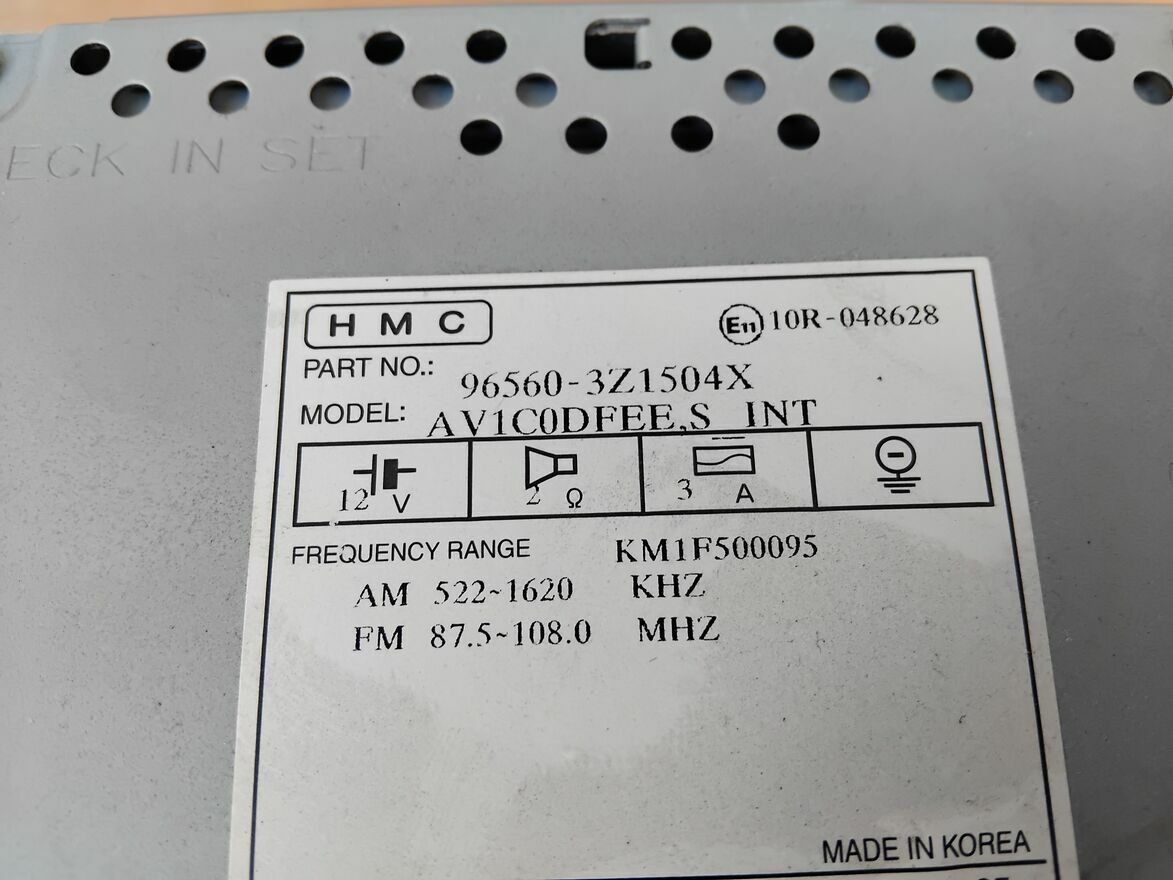 ECK IN SET
HMC
E11 10R-048628
PART NO.: 96560-3Z1504X
MODEL: AV1C0DFEE,S INT
12 V 2 Ω 3 A
FREQUENCY RANGE KM1F500095
AM 522~1620 KHZ
FM 87.5~108.0 MHZ
MADE IN KOREA